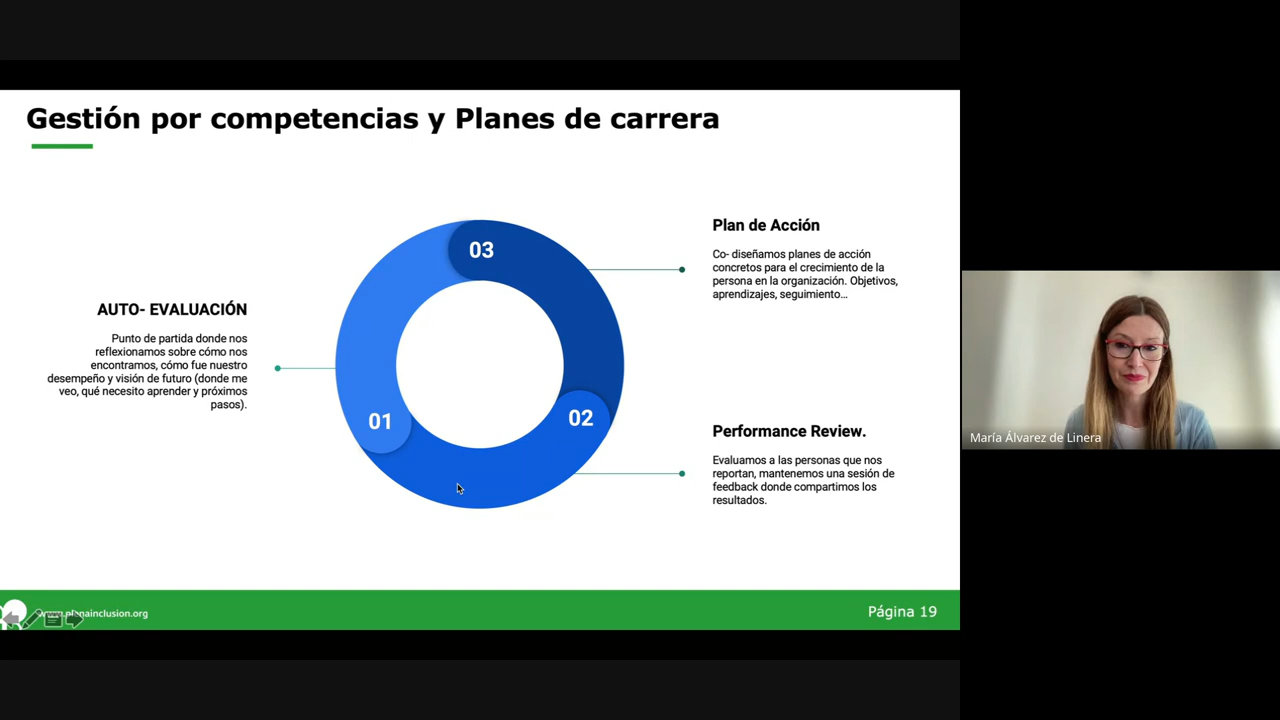 Gestión por competencias y Planes de carrera
03
Plan de Acción
Co- diseñamos planes de acción
concretos para el crecimiento de la
persona en la organización. Objetivos,
aprendizajes, seguimiento...
AUTO- EVALUACIÓN
Punto de partida donde nos
reflexionamos sobre cómo nos
encontramos, cómo fue nuestro
desempeño y visión de futuro (donde me
veo, qué necesito aprender y próximos
pasos).
01
02
Performance Review.
Evaluamos a las personas que nos
reportan, mantenemos una sesión de
feedback donde compartimos los
resultados.
María Álvarez de Linera
www.plenainclusion.org
Página 19